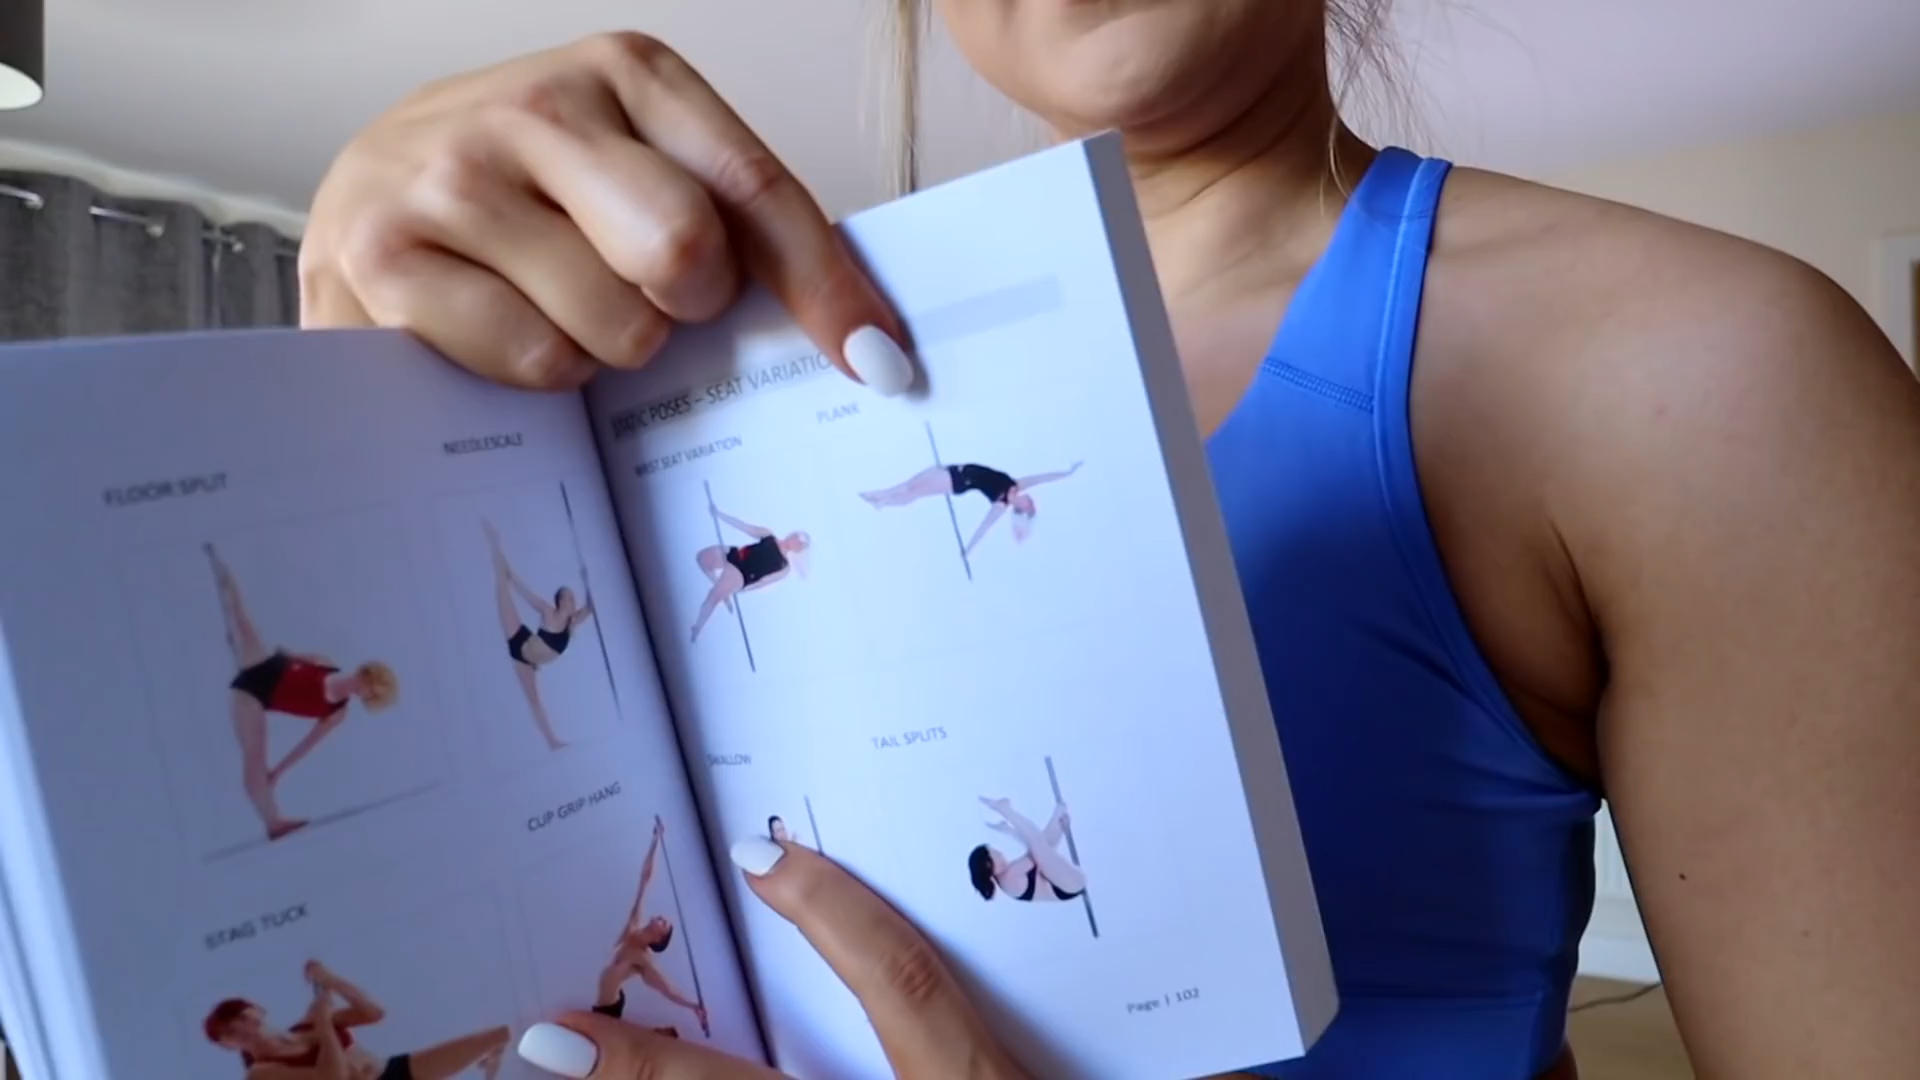 NEEDLESCALE
FLOOR SPLIT
CUP GRIP HANG
STAG TUCK
STATIC POSES – SEAT VARIATIO
WRIST SEAT VARIATION
PLANK
SWALLOW
TAIL SPLITS
Page | 102